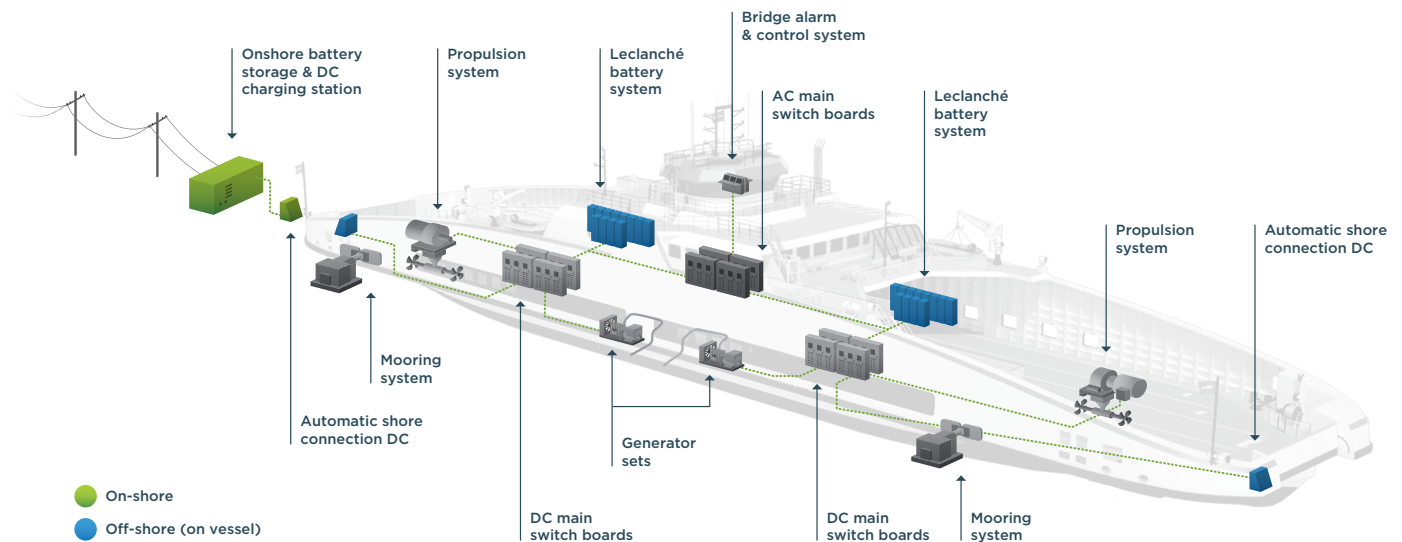 Bridge alarm
& control system
Onshore battery
storage & DC
charging station
Propulsion
system
Leclanché
battery
system
AC main
switch boards
Leclanché
battery
system
Propulsion
system
Automatic shore
connection DC
Mooring
system
Automatic shore
connection DC
Generator
sets
On-shore
Off-shore (on vessel)
DC main
switch boards
DC main
switch boards
Mooring
system